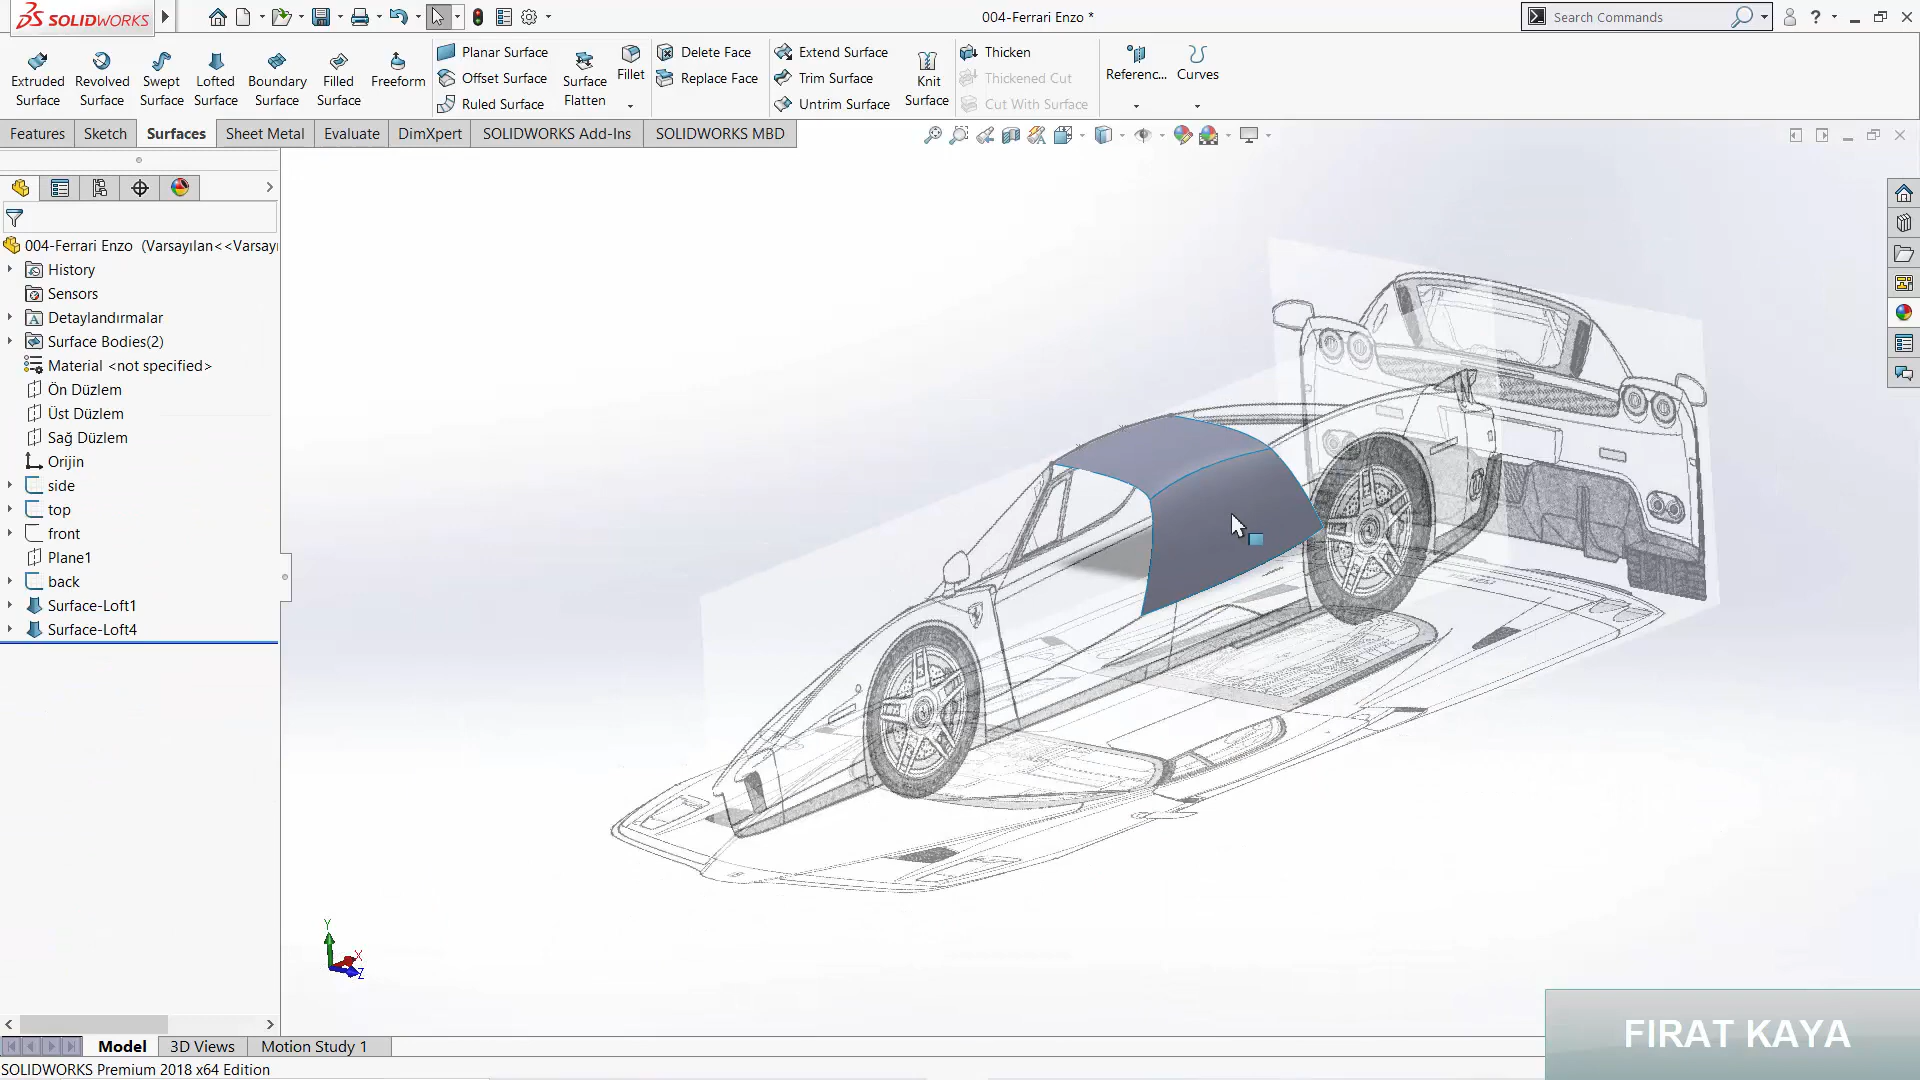 SOLIDWORKS
004-Ferrari Enzo *
Search Commands
Extruded Surface
Revolved Surface
Swept Surface
Lofted Surface
Boundary Surface
Filled Surface
Freeform
Planar Surface
Offset Surface
Ruled Surface
Surface Flatten
Fillet
Delete Face
Replace Face
Extend Surface
Trim Surface
Untrim Surface
Knit Surface
Thicken
Thickened Cut
Cut With Surface
Referenc...
Curves
Features
Sketch
Surfaces
Sheet Metal
Evaluate
DimXpert
SOLIDWORKS Add-Ins
SOLIDWORKS MBD
004-Ferrari Enzo (Varsayılan<<Varsayı
History
Sensors
Detaylandırmalar
Surface Bodies(2)
Material <not specified>
Ön Düzlem
Üst Düzlem
Sağ Düzlem
Orijin
side
top
front
Plane1
back
Surface-Loft1
Surface-Loft4
Y
X
Z
Model
3D Views
Motion Study 1
SOLIDWORKS Premium 2018 x64 Edition
FIRAT KAYA